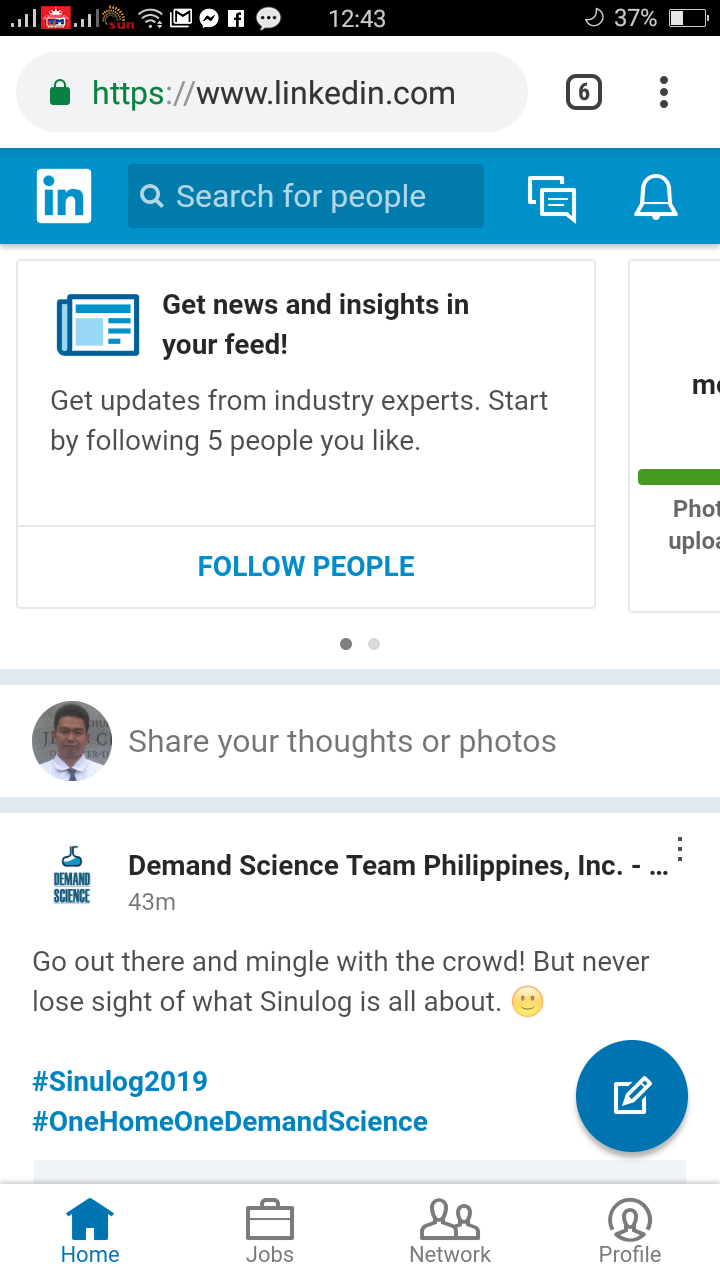 SUN
12:43
37%
https://www.linkedin.com
6
in
Search for people
Get news and insights in
your feed!
Get updates from industry experts. Start
by following 5 people you like.
FOLLOW PEOPLE
Share your thoughts or photos
DEMAND
SCIENCE
Demand Science Team Philippines, Inc. - ...
43m
Go out there and mingle with the crowd! But never
lose sight of what Sinulog is all about.
#Sinulog2019
#OneHomeOneDemandScience
Home
Jobs
Network
Profile